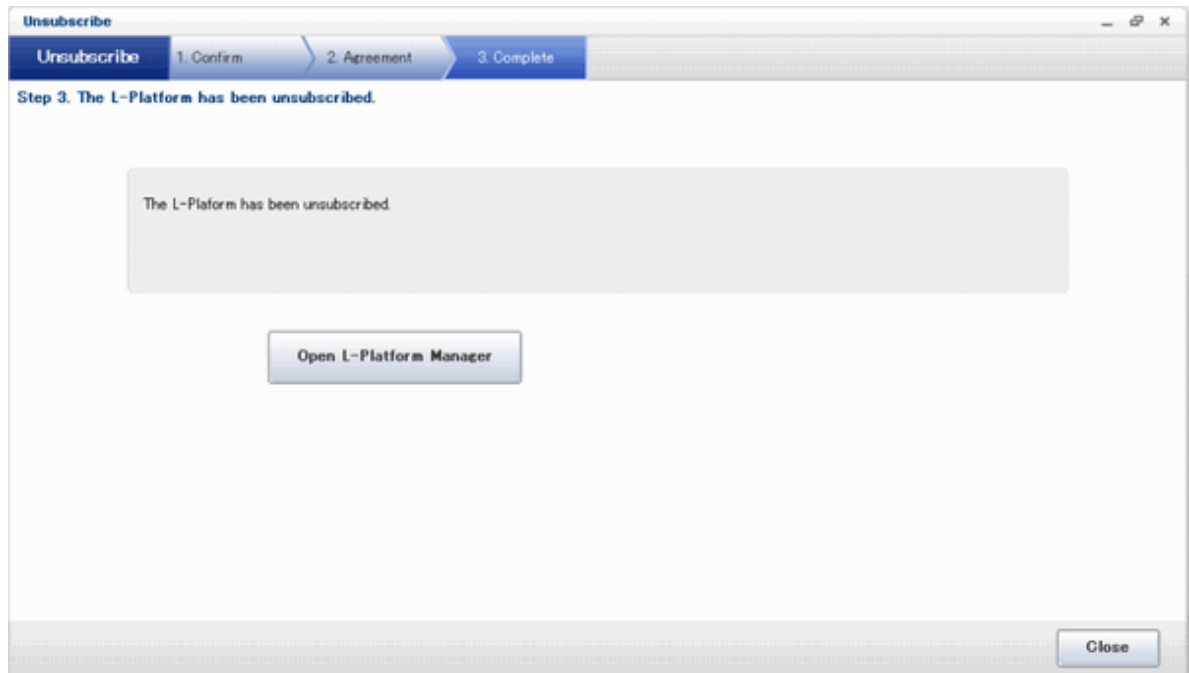 Unsubscribe
Unsubscribe 1. Confirm 2. Agreement 3. Complete
Step 3. The L-Platform has been unsubscribed.
The L-Plaform has been unsubscribed.
Open L-Platform Manager
Close